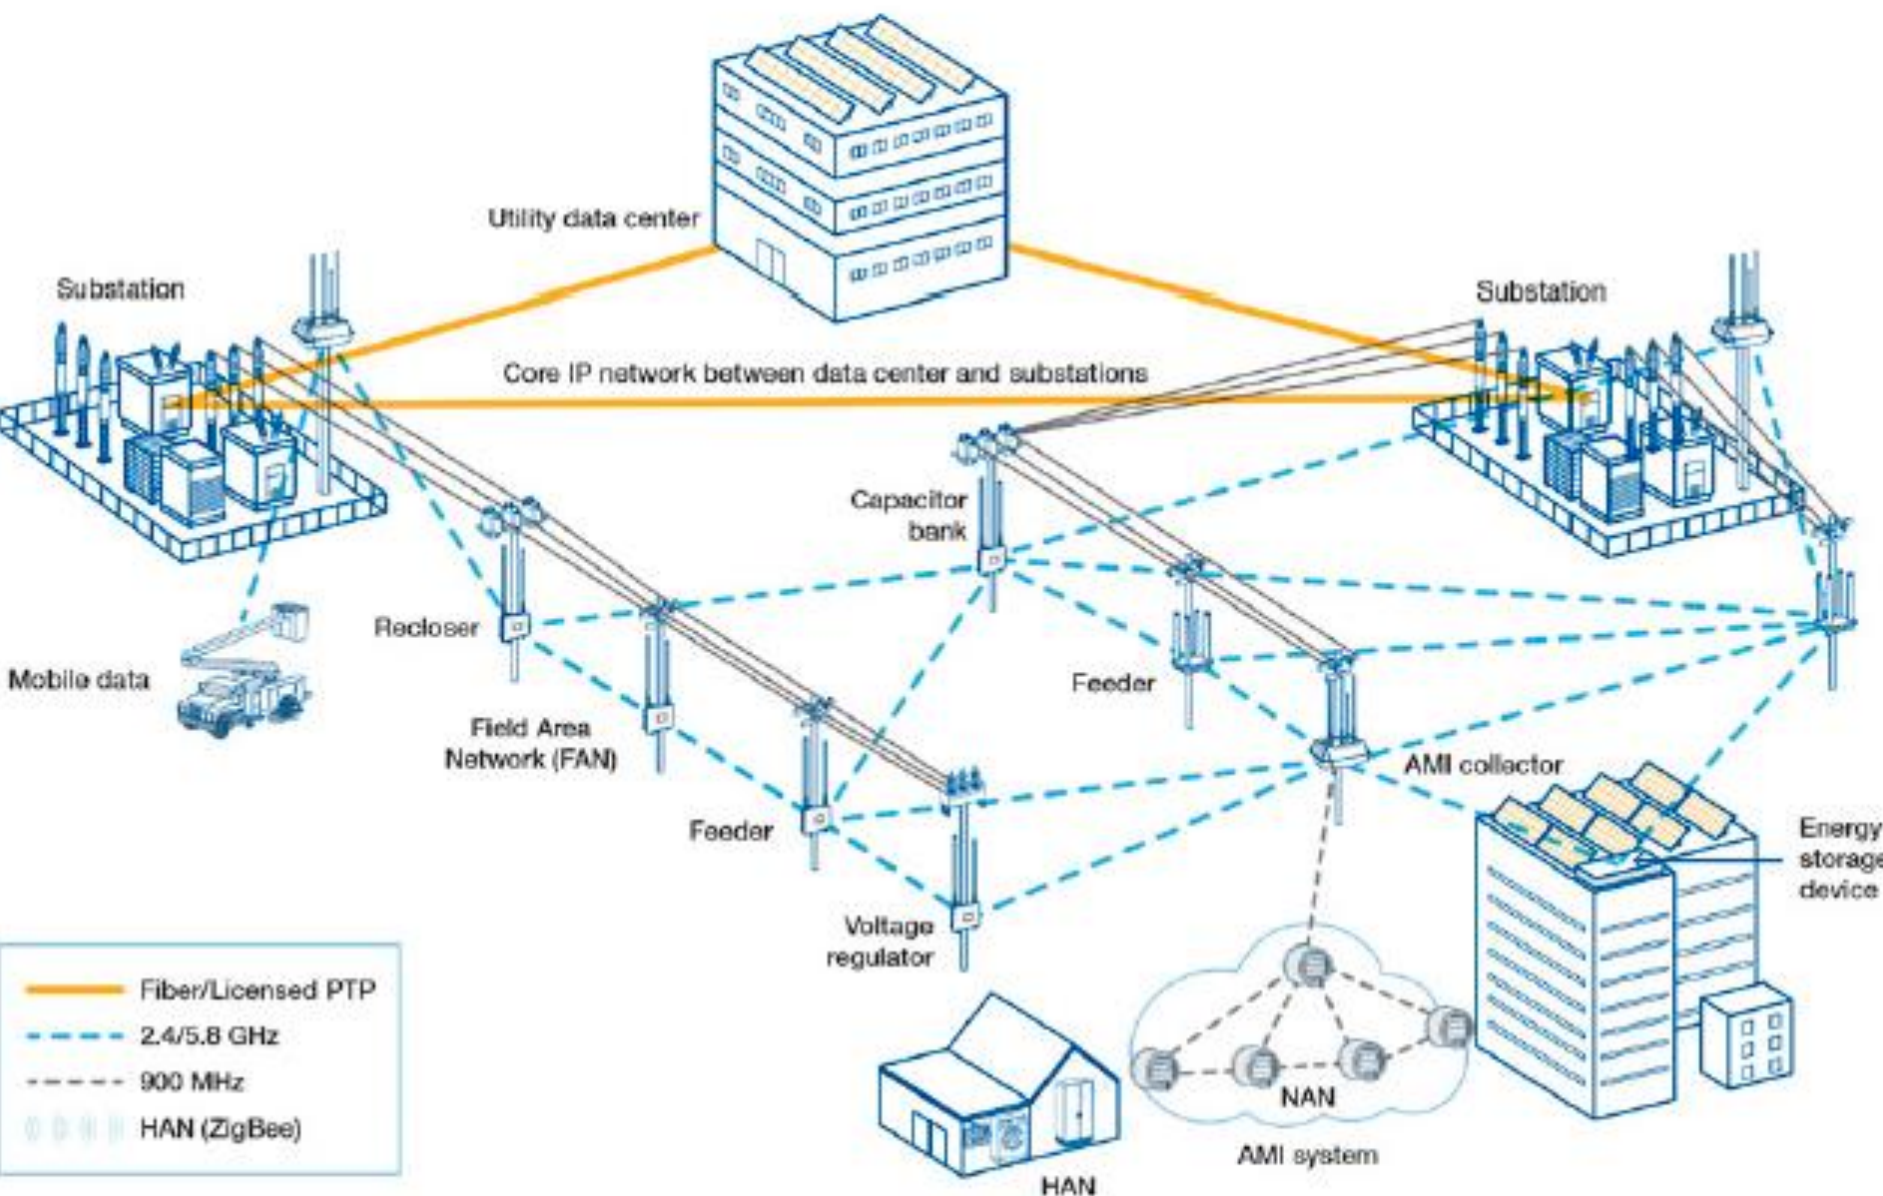 Utility data center
Substation
Substation
Core IP network between data center and substations
Capacitor
bank
Recloser
Mobile data
Feeder
Field Area
Network (FAN)
AMI collector
Feeder
Energy
storage
device
Voltage
regulator
Fiber/Licensed PTP
2.4/5.8 GHz
900 MHz
HAN (ZigBee)
NAN
AMI system
HAN